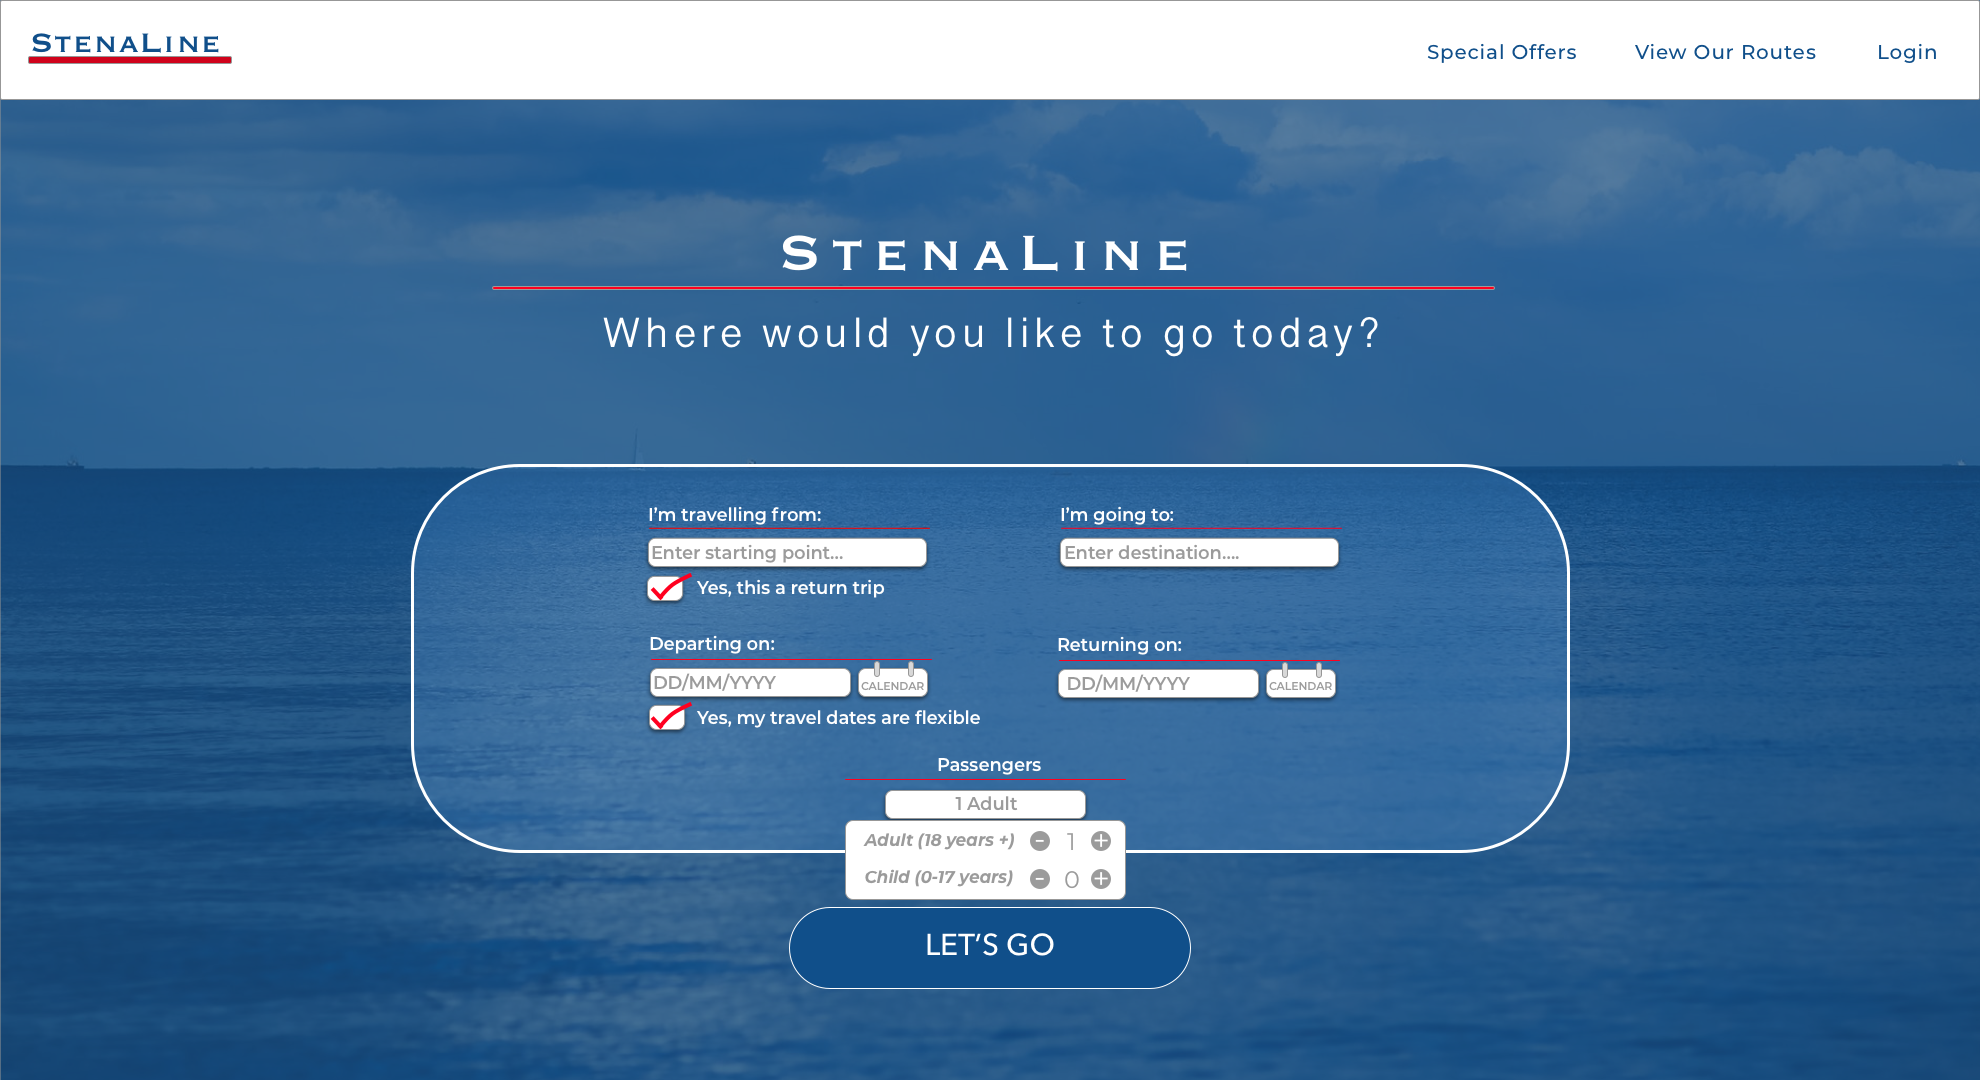 STENALINE
Special Offers View Our Routes Login
STENALINE
Where would you like to go today?
I'm travelling from: I'm going to:
Enter starting point... Enter destination....
Yes, this a return trip
Departing on: Returning on:
DD/MM/YYYY CALENDAR DD/MM/YYYY CALENDAR
Yes, my travel dates are flexible
Passengers
1 Adult
Adult (18 years +) - 1 +
Child (0-17 years) - 0 +
LET'S GO